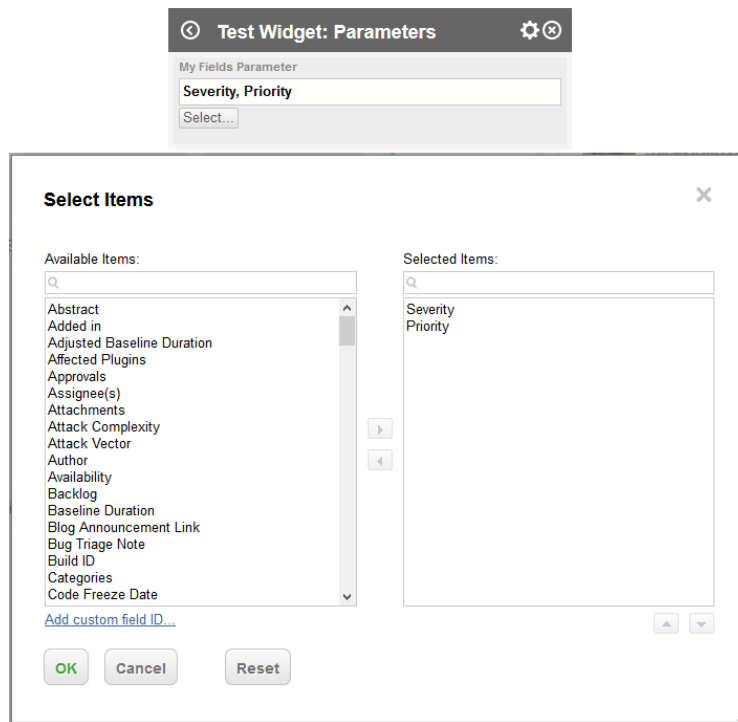 Test Widget: Parameters
My Fields Parameter
Severity, Priority
Select...
Select Items
Available Items:
Selected Items:
Abstract
Added in
Adjusted Baseline Duration
Affected Plugins
Approvals
Assignee(s)
Attachments
Attack Complexity
Attack Vector
Author
Availability
Backlog
Baseline Duration
Blog Announcement Link
Bug Triage Note
Build ID
Categories
Code Freeze Date
Severity
Priority
Add custom field ID...
OK
Cancel
Reset